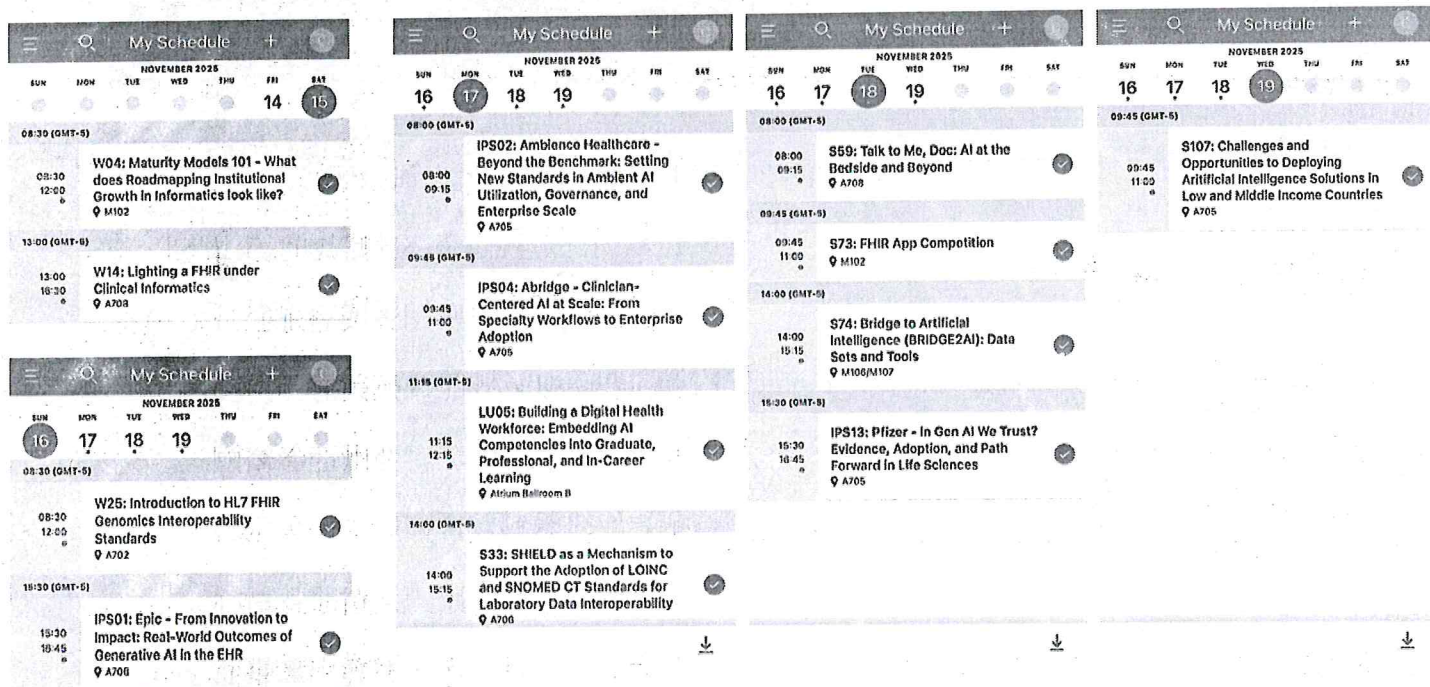 My Schedule +
NOVEMBER 2025
SUN MON TUE WED THU FRI SAT
14 15
08:30 (GMT-5)
08:30
12:00
W04: Maturity Models 101 - What
does Roadmapping Institutional
Growth in Informatics look like?
M102
13:00 (GMT-5)
13:00
16:30
W14: Lighting a FHIR under
Clinical Informatics
A708
My Schedule +
NOVEMBER 2025
SUN MON TUE WED THU FRI SAT
16 17 18 19
08:30 (GMT-5)
08:30
12:00
W25: Introduction to HL7 FHIR
Genomics Interoperability
Standards
A702
15:30 (GMT-5)
15:30
16:45
IPS01: Epic - From Innovation to
Impact: Real-World Outcomes of
Generative AI in the EHR
My Schedule +
NOVEMBER 2025
SUN MON TUE WED THU FRI SAT
16 17 18 19
08:00 (GMT-5)
08:00
09:15
IPS02: Ambience Healthcare -
Beyond the Benchmark: Setting
New Standards in Ambient AI
Utilization, Governance, and
Enterprise Scale
A705
09:45 (GMT-5)
09:45
11:00
IPS04: Abridge - Clinician-
Centered AI at Scale: From
Specialty Workflows to Enterprise
Adoption
A705
11:15 (GMT-5)
11:15
12:15
LU05: Building a Digital Health
Workforce: Embedding AI
Competencies into Graduate,
Professional, and In-Career
Learning
Atrium Ballroom B
14:00 (GMT-5)
14:00
15:15
S33: SHIELD as a Mechanism to
Support the Adoption of LOINC
and SNOMED CT Standards for
Laboratory Data Interoperability
My Schedule +
NOVEMBER 2025
SUN MON TUE WED THU FRI SAT
16 17 18 19
08:00 (GMT-5)
08:00
09:15
S59: Talk to Me, Doc: AI at the
Bedside and Beyond
09:45 (GMT-5)
09:45
11:00
S73: FHIR App Competition
M102
14:00 (GMT-5)
14:00
15:15
S74: Bridge to Artificial
Intelligence (BRIDGE2AI): Data
Sets and Tools
M106/M107
15:30 (GMT-5)
15:30
16:45
IPS13: Pfizer - In Gen AI We Trust?
Evidence, Adoption, and Path
Forward in Life Sciences
A705
My Schedule +
NOVEMBER 2025
SUN MON TUE WED THU FRI SAT
16 17 18 19
09:45 (GMT-5)
09:45
11:00
S107: Challenges and
Opportunities to Deploying
Aritificial Intelligence Solutions in
Low and Middle Income Countries
A705